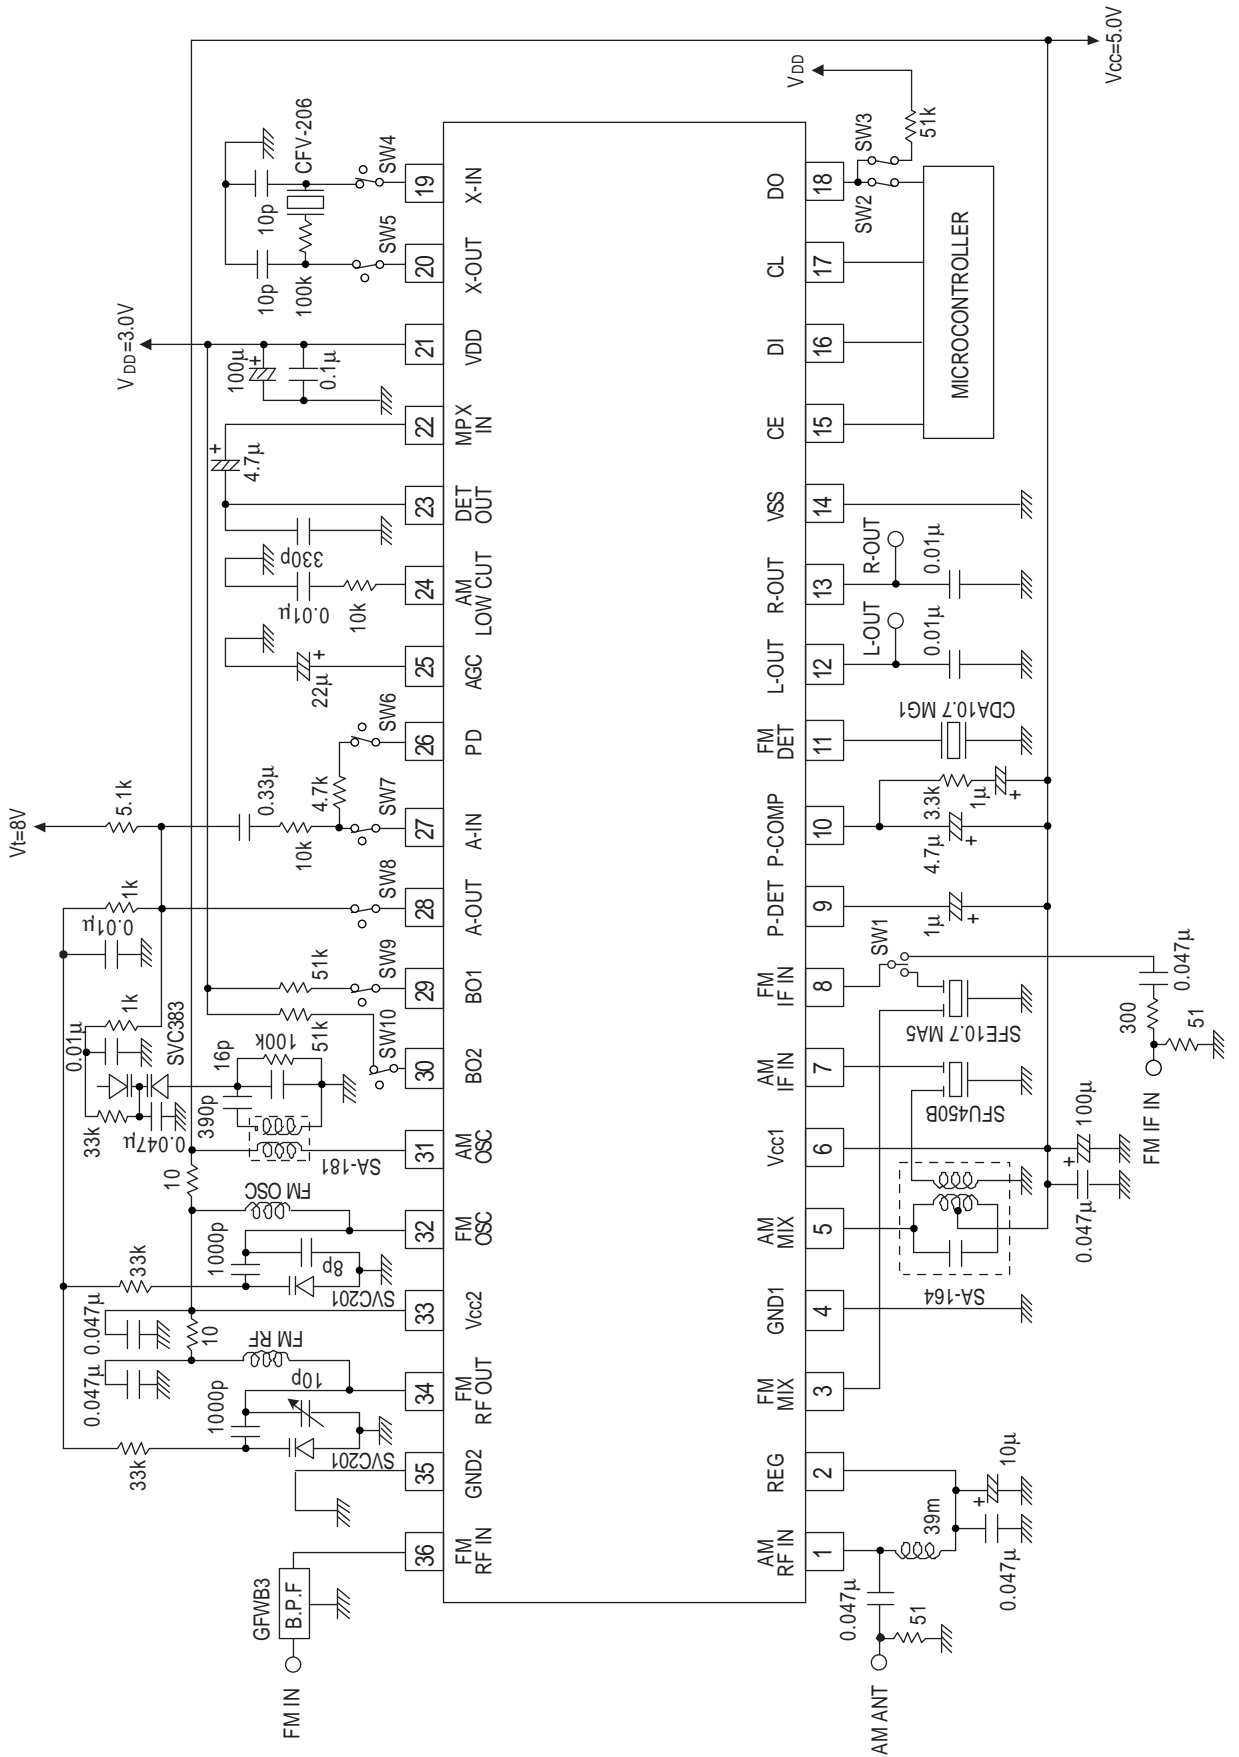 FM IN
GFWB3
B.P.F
33k
SVC201
1000p
10p
0.047µ
FM RF
10
0.047µ
33k
SVC201
1000p
8p
FM OSC
10
SA-181
390p
16p
100k
33k
0.047µ
0.01µ
1k
SVC383
0.01µ
1k
51k
51k
SW10
SW9
SW8
Vt=8V
5.1k
0.33µ
10k
4.7k
SW7
SW6
22µ
0.01µ
10k
330p
4.7µ
+
+
VDD=3.0V
100µ
+
0.1µ
10p
100k
10p
CFV-206
SW5
SW4
36
35
34
33
32
31
30
29
28
27
26
25
24
23
22
21
20
19
FM
RF IN
GND2
FM
RF OUT
Vcc2
FM
OSC
AM
OSC
BO2
BO1
A-OUT
A-IN
PD
AGC
AM
LOW CUT
DET
OUT
MPX
IN
VDD
X-OUT
X-IN
AM
RF IN
REG
FM
MIX
GND1
AM
MIX
Vcc1
AM
IF IN
FM
IF IN
P-DET
P-COMP
FM
DET
L-OUT
R-OUT
VSS
CE
DI
CL
DO
1
2
3
4
5
6
7
8
9
10
11
12
13
14
15
16
17
18
AM ANT
0.047µ
51
39m
0.047µ
10µ
+
SA-164
0.047µ
100µ
+
SFU450B
SFE10.7 MA5
SW1
FM IF IN
300
51
0.047µ
1µ
+
4.7µ
+
3.3k
1µ
+
CDA10.7 MG1
L-OUT
0.01µ
R-OUT
0.01µ
MICROCONTROLLER
SW2
SW3
51k
VDD
Vcc=5.0V